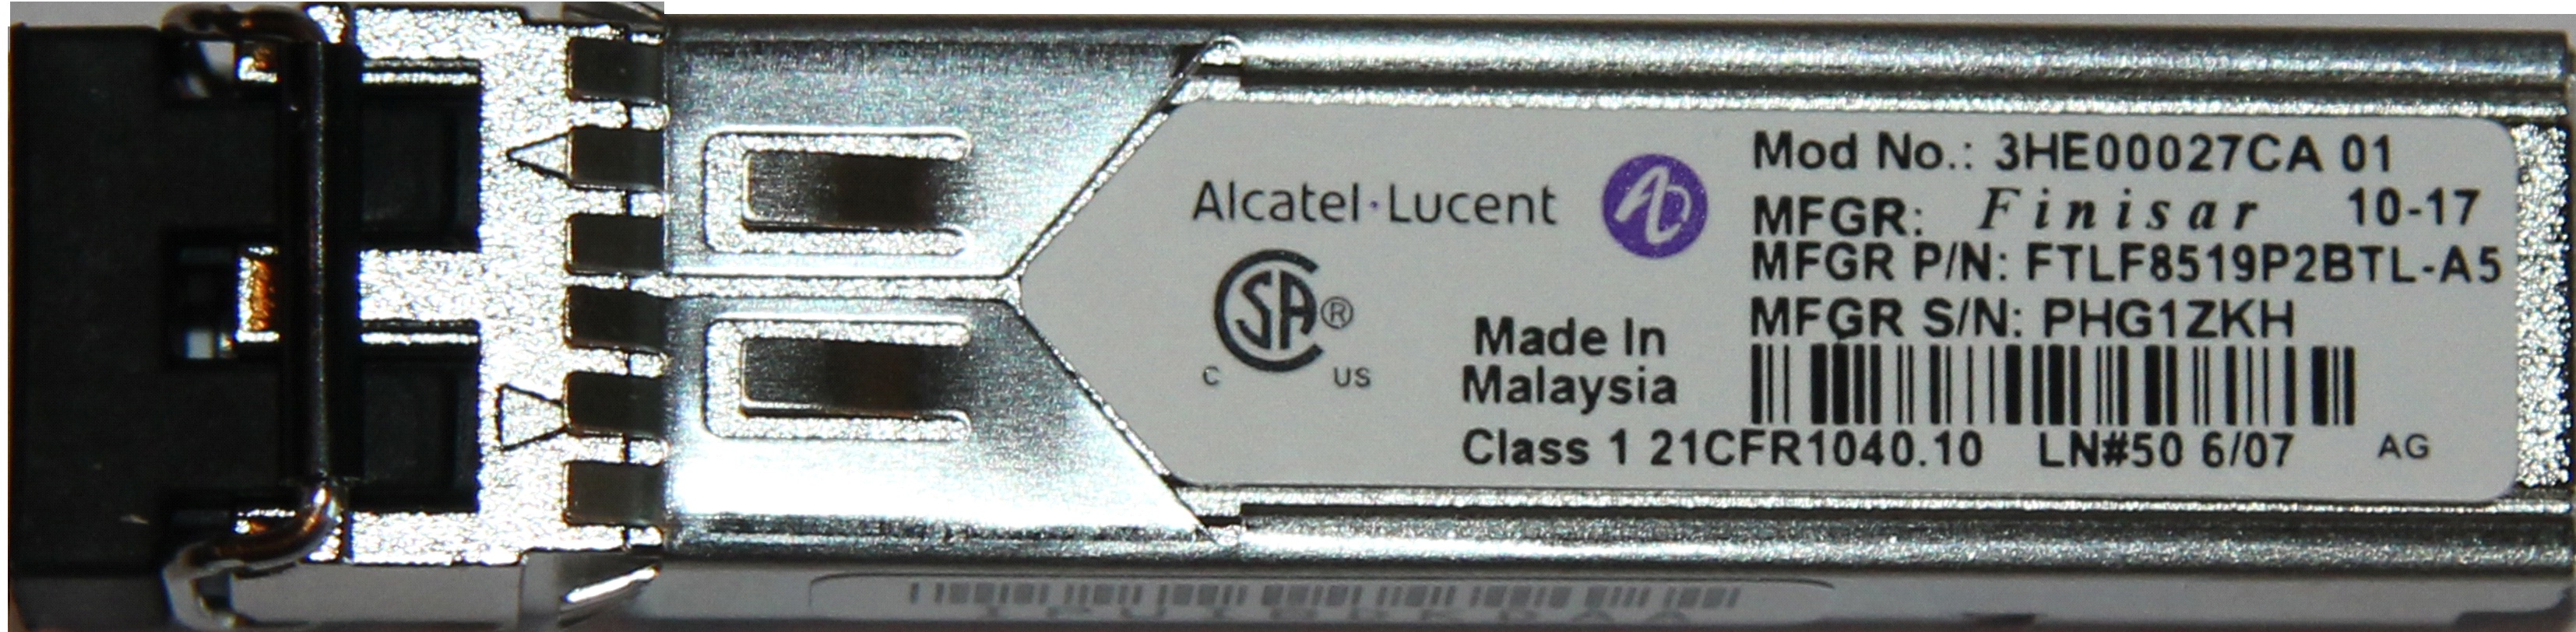 Alcatel·Lucent
SA®
C US
Made In
Malaysia
Mod No.: 3HE00027CA 01
MFGR: Finisar 10-17
MFGR P/N: FTLF8519P2BTL-A5
MFGR S/N: PHG1ZKH
Class 1 21CFR1040.10 LN#50 6/07 AG